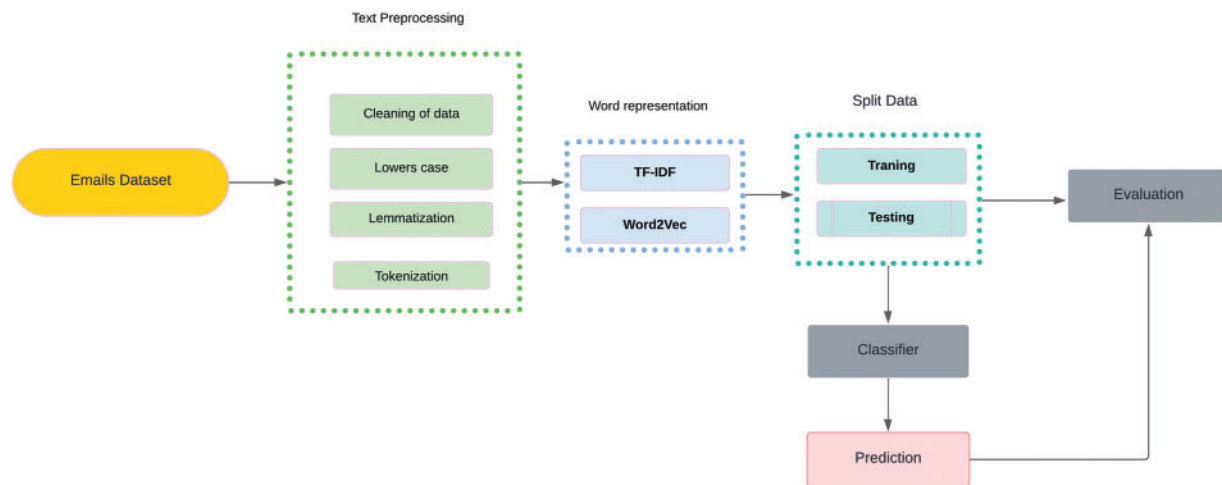 Text Preprocessing
Cleaning of data
Lowers case
Lemmatization
Tokenization
Emails Dataset
Word representation
TF-IDF
Word2Vec
Split Data
Traning
Testing
Evaluation
Classifier
Prediction